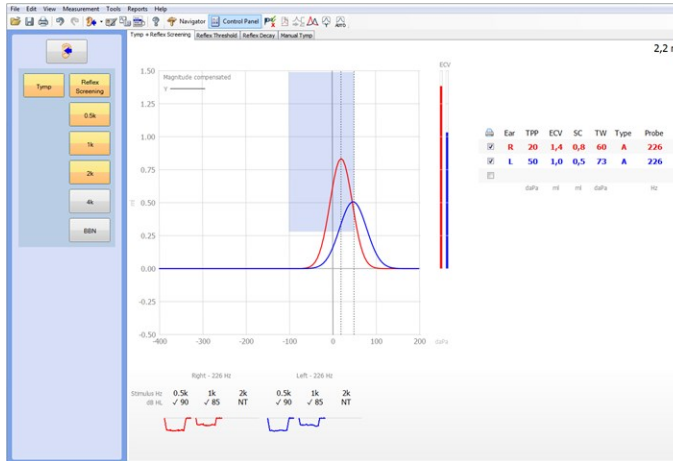 File Edit View Measurement Tools Reports Help
Navigator Control Panel
Tymp + Reflex Screening Reflex Threshold Reflex Decay Manual Tymp
2,2
Tymp
Reflex Screening
0.5k
1k
2k
4k
BBN
Magnitude compensated
Y
ECV
1.50
1.00
0.75
0.50
0.25
0.00
-0.25
-0.50
-400 -300 -200 -100 0 100 200
daPa
ml
Ear TPP ECV SC TW Type Probe
R 20 1,4 0,8 60 A 226
L 50 1,0 0,5 73 A 226
daPa ml ml daPa Hz
Right - 226 Hz Left - 226 Hz
Stimulus Hz 0.5k 1k 2k 0.5k 1k 2k
dB HL ✓ 90 ✓ 85 NT ✓ 90 ✓ 85 NT